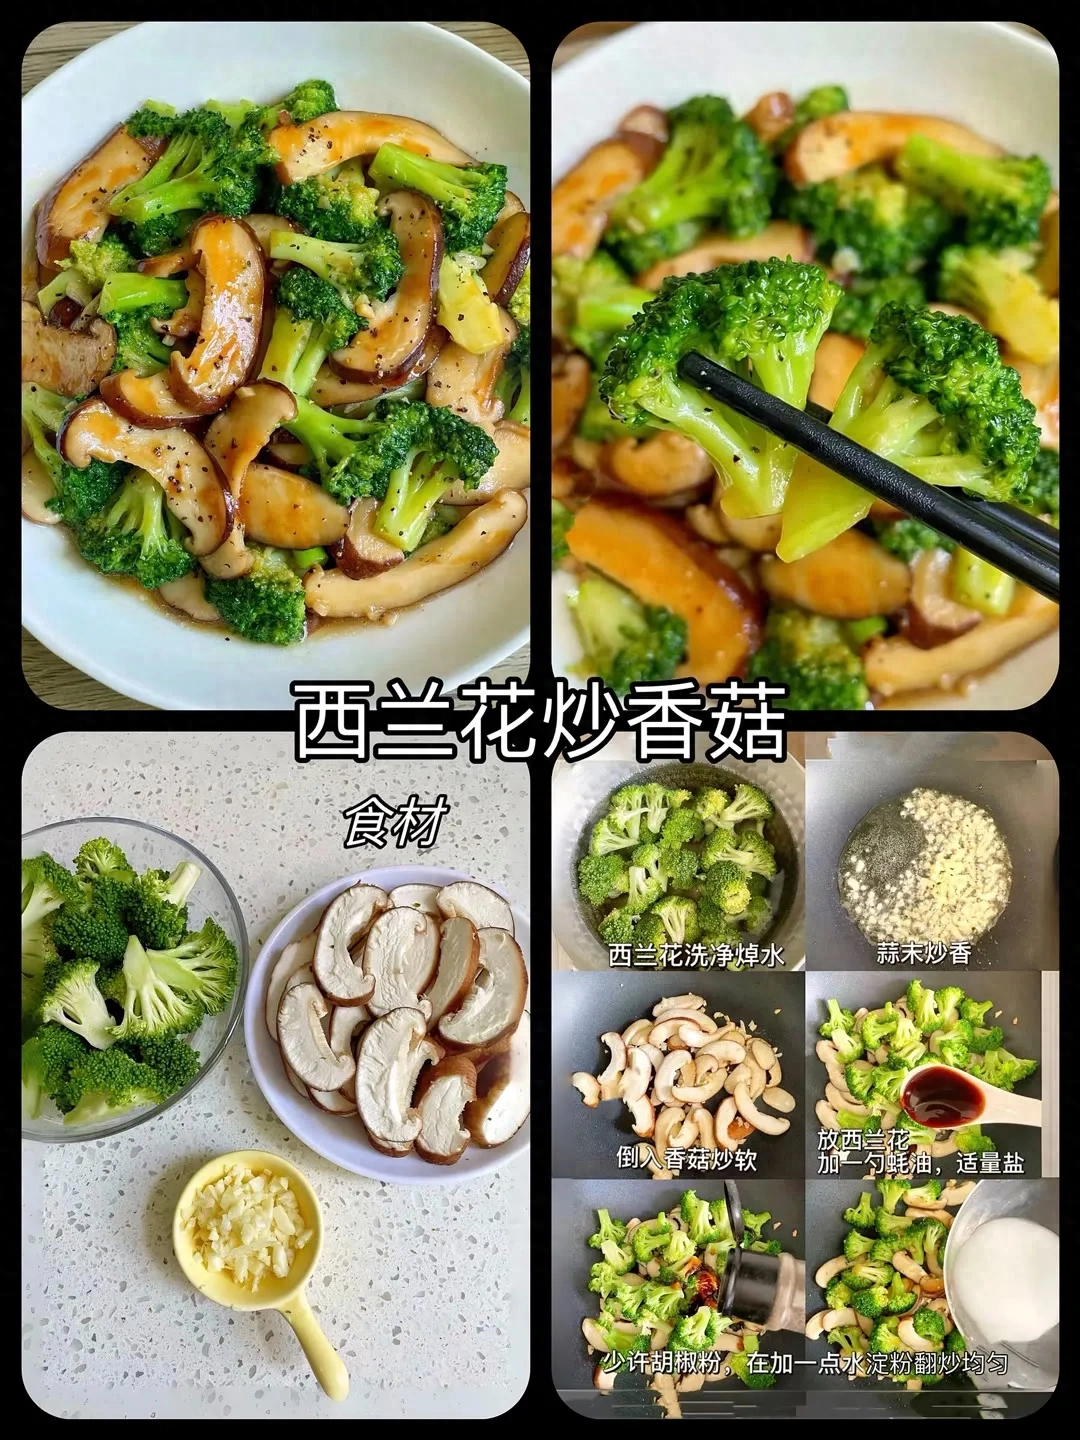 西兰花炒香菇
食材
西兰花洗净焯水
蒜末炒香
倒入香菇炒软
放西兰花
加一勺蚝油，适量盐
少许胡椒粉，在加一点水淀粉翻炒均匀